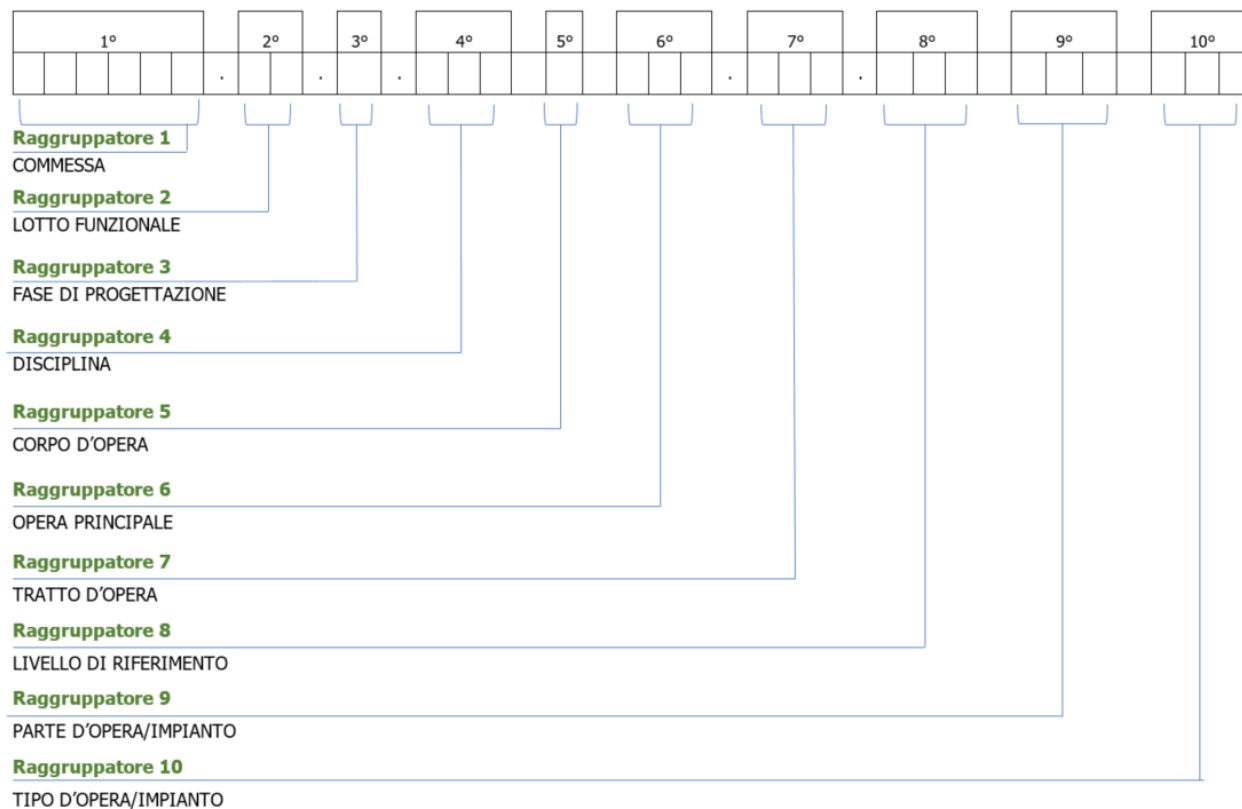 1° 2° 3° 4° 5° 6° 7° 8° 9° 10°
. . . . .
Raggruppatore 1
COMMESSA
Raggruppatore 2
LOTTO FUNZIONALE
Raggruppatore 3
FASE DI PROGETTAZIONE
Raggruppatore 4
DISCIPLINA
Raggruppatore 5
CORPO D'OPERA
Raggruppatore 6
OPERA PRINCIPALE
Raggruppatore 7
TRATTO D'OPERA
Raggruppatore 8
LIVELLO DI RIFERIMENTO
Raggruppatore 9
PARTE D'OPERA/IMPIANTO
Raggruppatore 10
TIPO D'OPERA/IMPIANTO